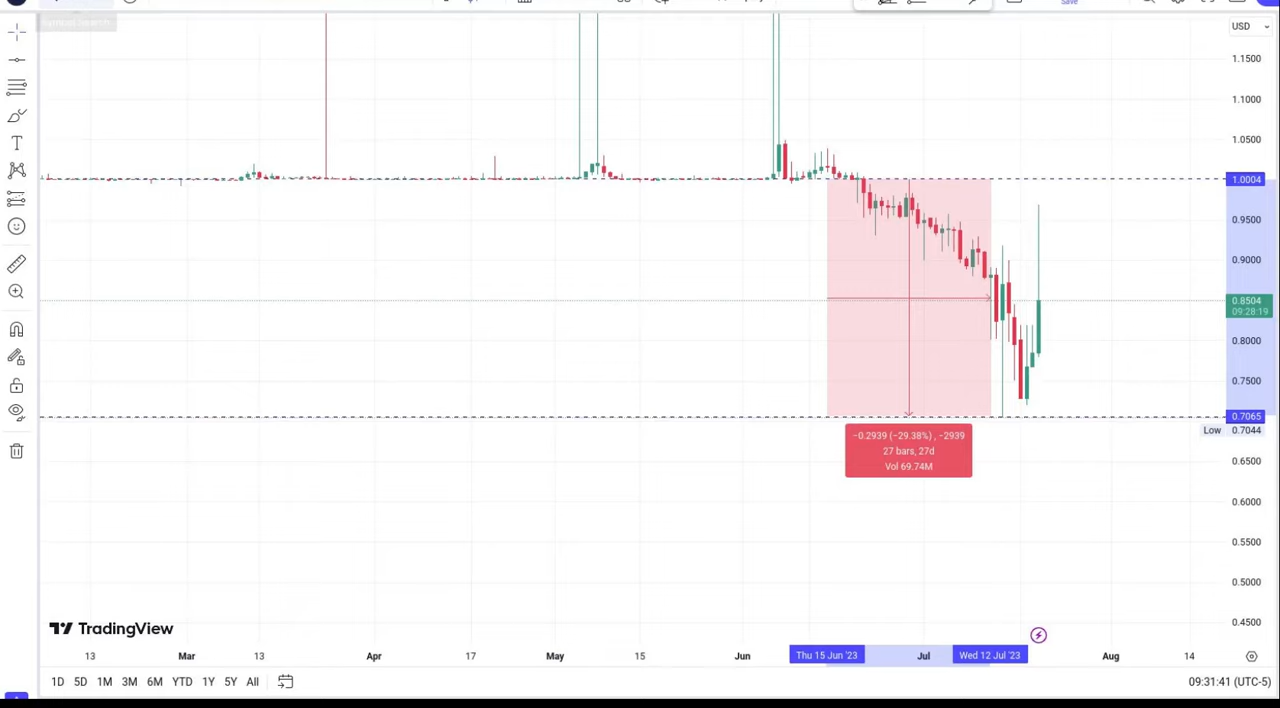 Save
USD
1.1500
1.1000
1.0500
1.0004
0.9500
0.9000
0.8504
09:28:19
0.8000
0.7500
0.7065
Low 0.7044
−0.2939 (−29.38%) , −2939
27 bars, 27d
Vol 69.74M
0.6500
0.6000
0.5500
0.5000
0.4500
TradingView
13 Mar 13 Apr 17 May 15 Jun Thu 15 Jun '23 Jul Wed 12 Jul '23 Aug 14
1D 5D 1M 3M 6M YTD 1Y 5Y All 09:31:41 (UTC-5)